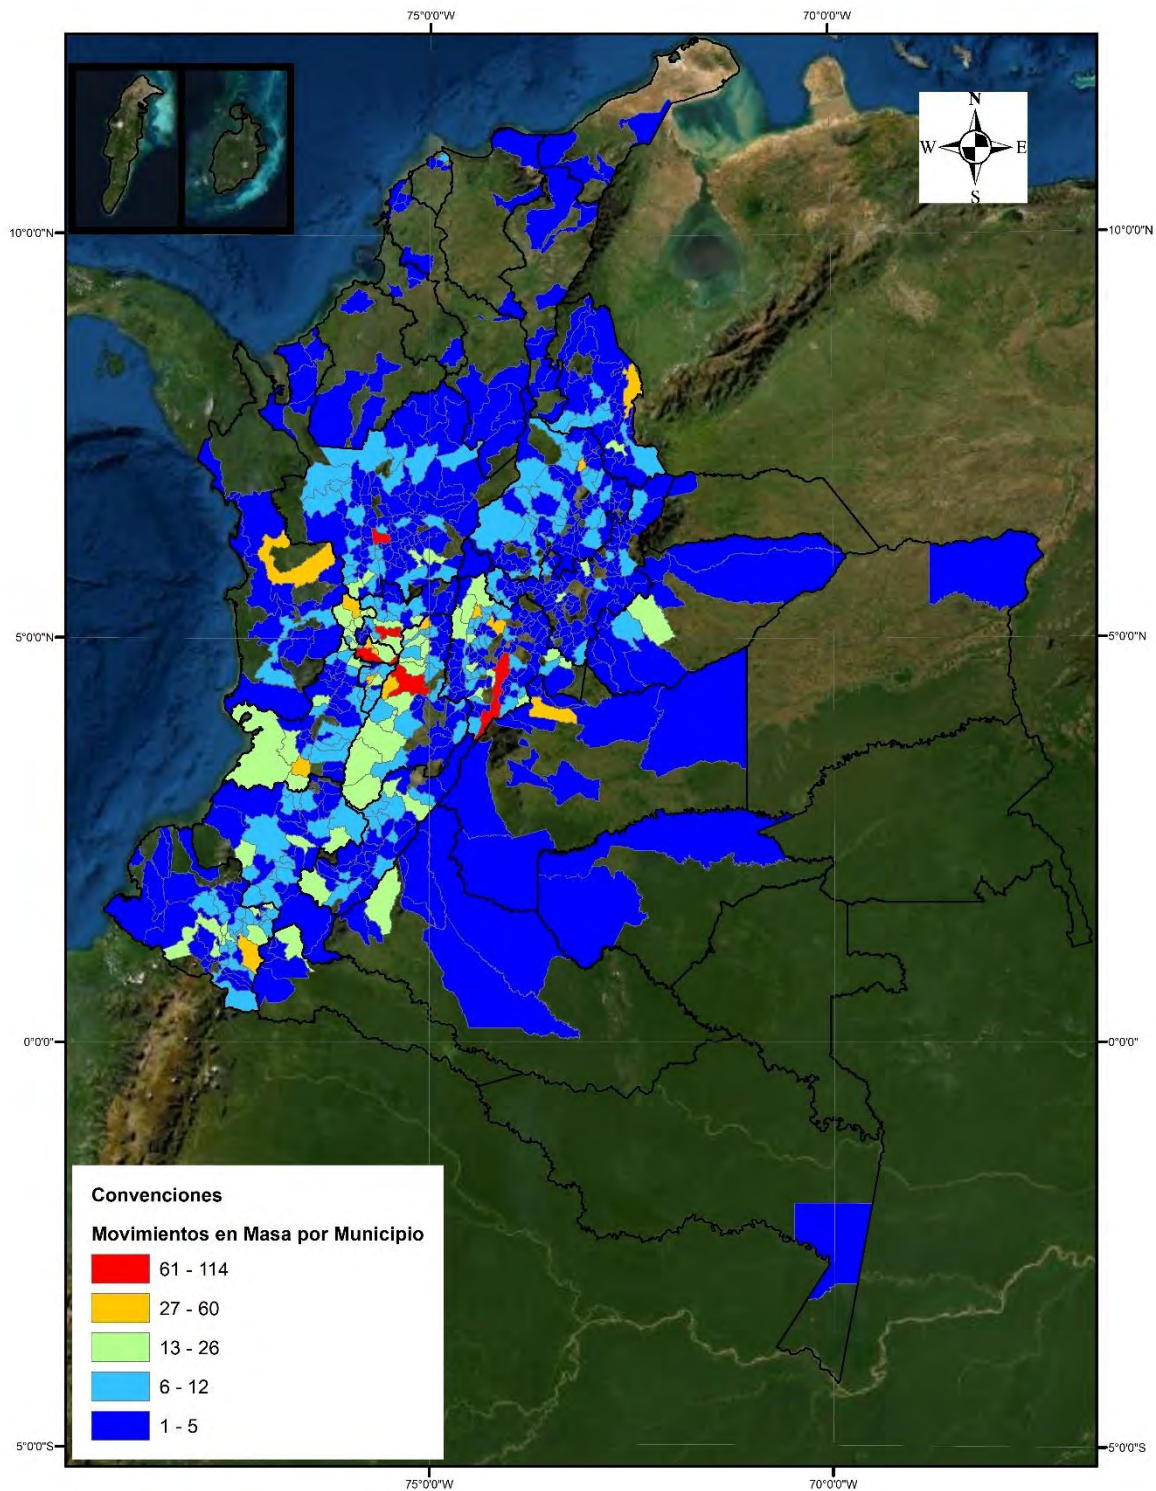 75°0'0"W 70°0'0"W
N
W E
S
10°0'0"N 10°0'0"N
5°0'0"N 5°0'0"N
0°0'0" 0°0'0"
Convenciones
Movimientos en Masa por Municipio
61 - 114
27 - 60
13 - 26
6 - 12
1 - 5
5°0'0"S 5°0'0"S
75°0'0"W 70°0'0"W